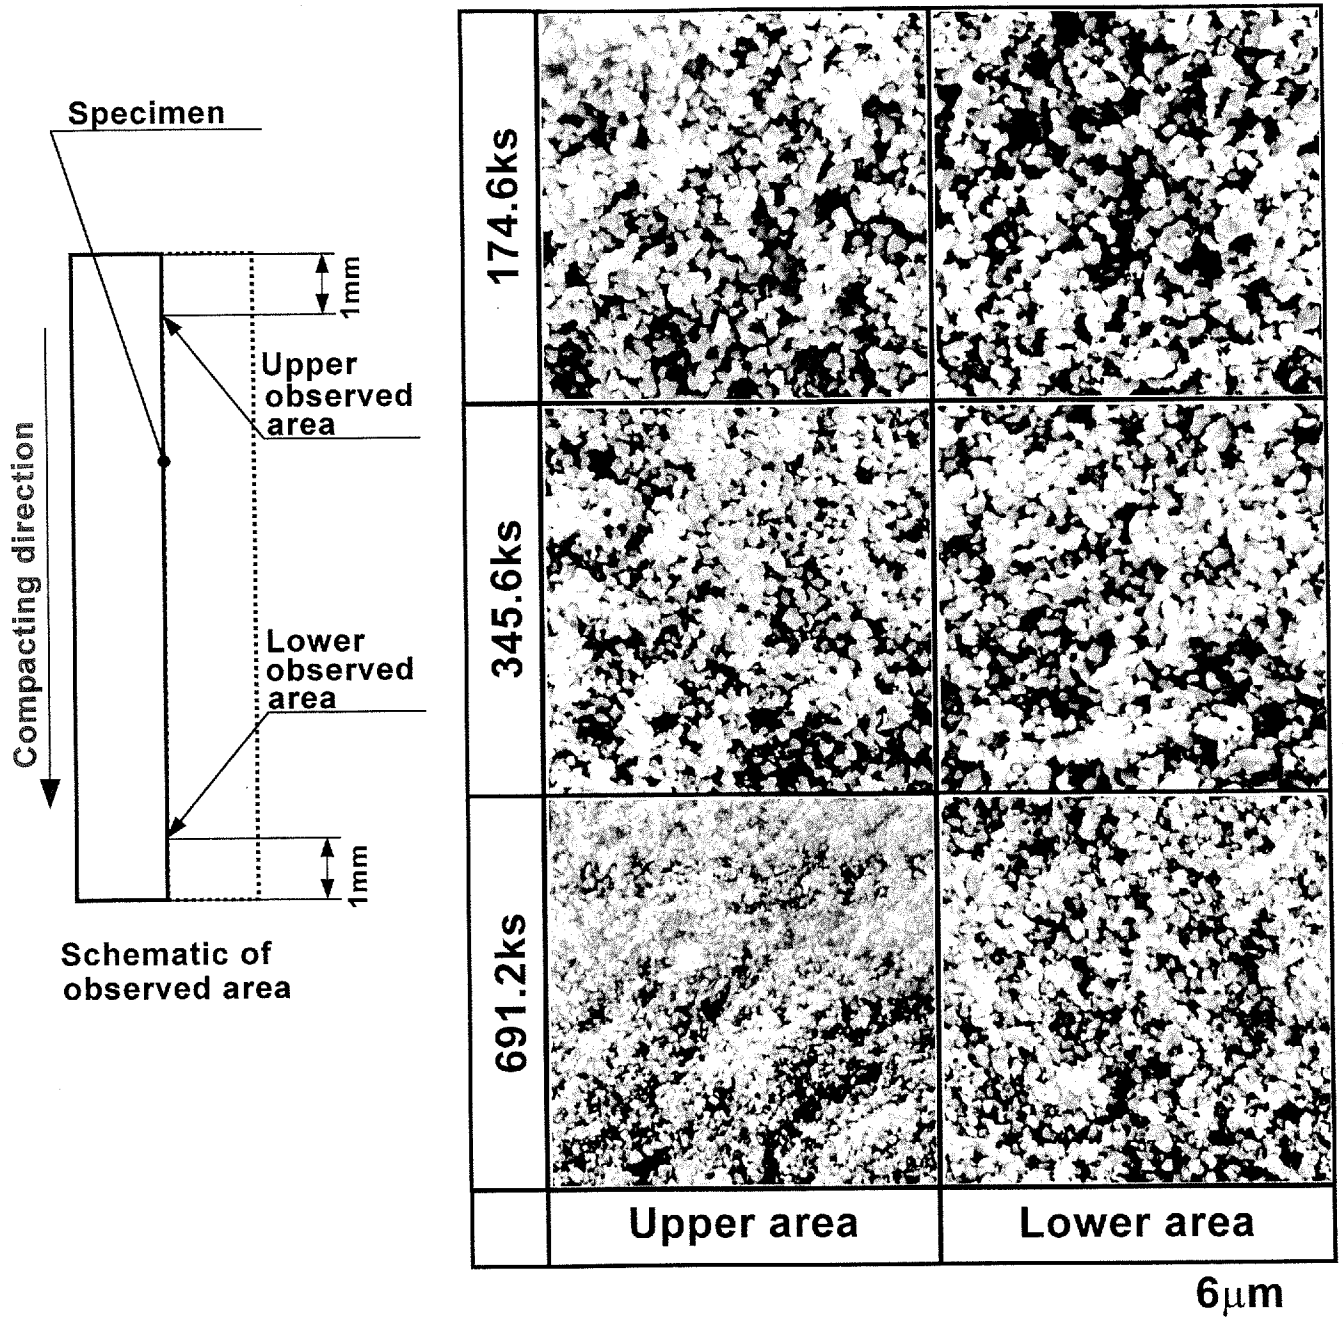 Specimen
1mm
Upper
observed
area
Compacting direction
Lower
observed
area
1mm
Schematic of
observed area
174.6ks
345.6ks
691.2ks
Upper area
Lower area
6μm